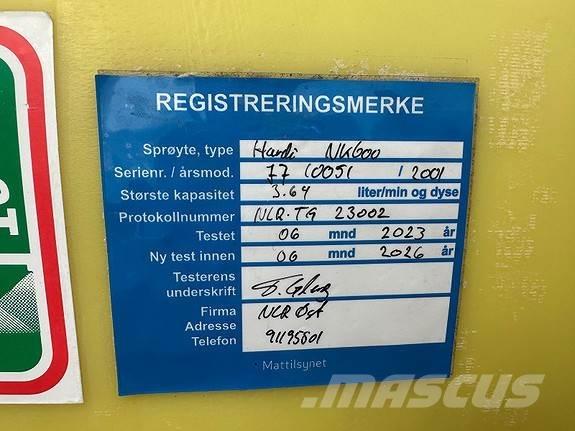 REGISTRERINGSMERKE
Sprøyte, type Hardi NK600
Serienr. / årsmod. 77 10051 / 2001
Største kapasitet 3.64 liter/min og dyse
Protokollnummer NLR-TG 23002
Testet 06 mnd 2023 år
Ny test innen 06 mnd 2026 år
Testerens
underskrift
Firma NLR Øst
Adresse
Telefon 91195601
Mattilsynet
MASCUS